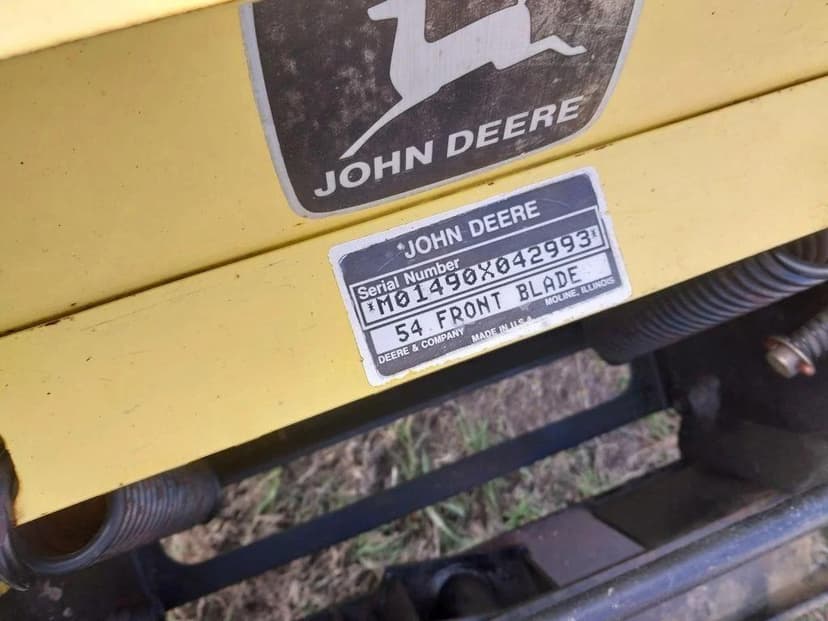 JOHN DEERE
JOHN DEERE
Serial Number
*M01490X042993*
54 FRONT BLADE
DEERE & COMPANY MADE IN U.S.A. MOLINE, ILLINOIS